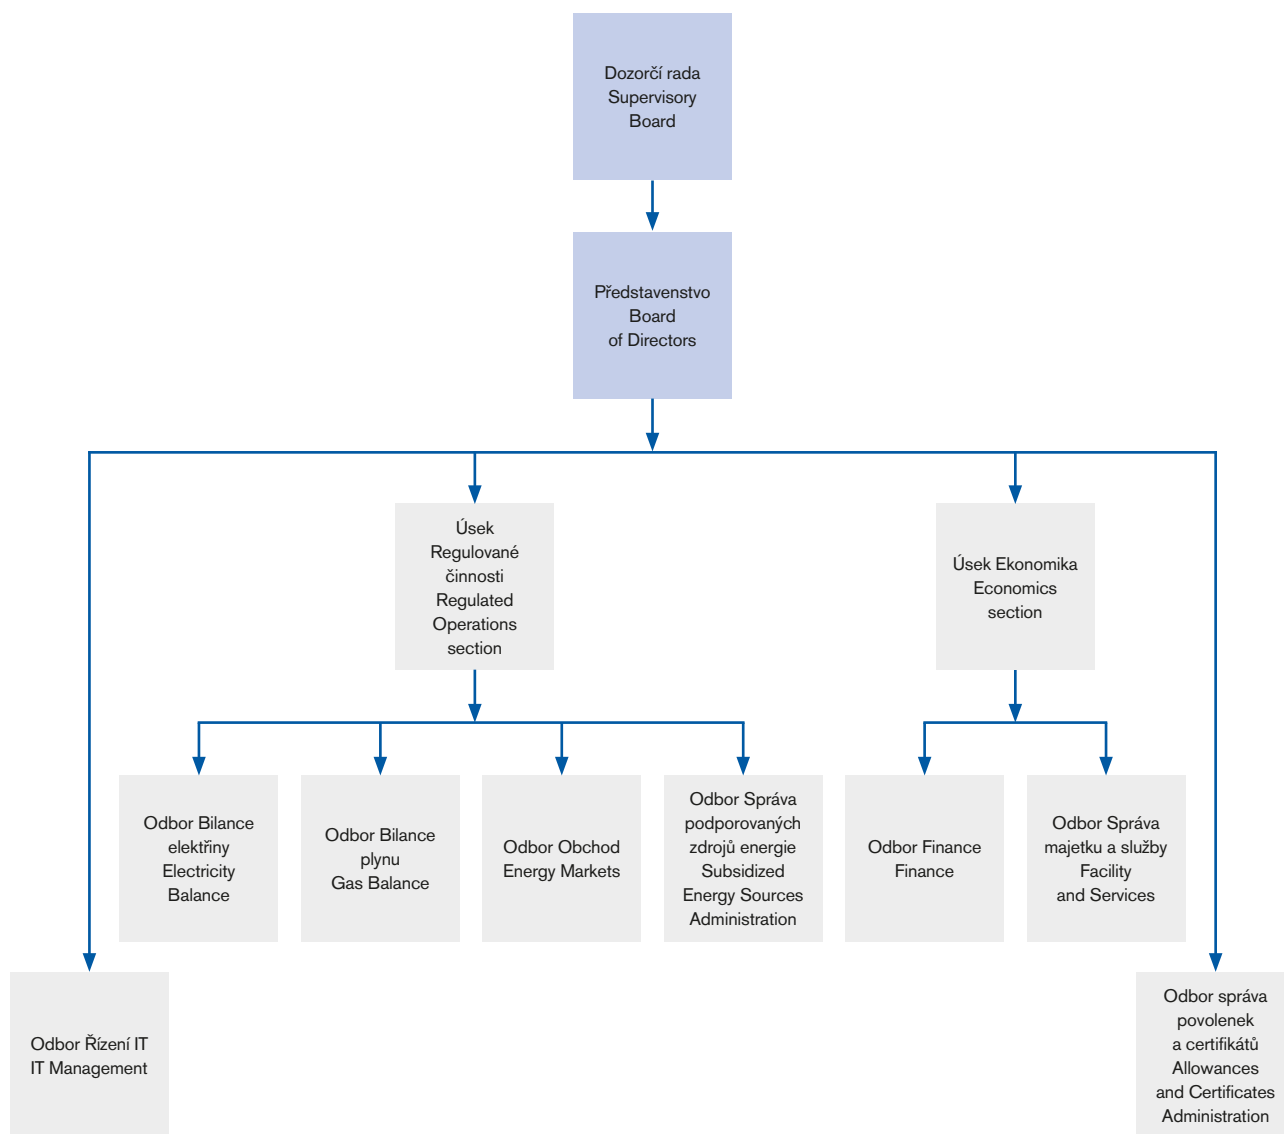 Dozorčí rada
Supervisory
Board
Představenstvo
Board
of Directors
Úsek
Regulované
činnosti
Regulated
Operations
section
Úsek Ekonomika
Economics
section
Odbor Bilance
elektřiny
Electricity
Balance
Odbor Bilance
plynu
Gas Balance
Odbor Obchod
Energy Markets
Odbor Správa
podporovaných
zdrojů energie
Subsidized
Energy Sources
Administration
Odbor Finance
Finance
Odbor Správa
majetku a služby
Facility
and Services
Odbor Řízení IT
IT Management
Odbor správa
povolenek
a certifikátů
Allowances
and Certificates
Administration